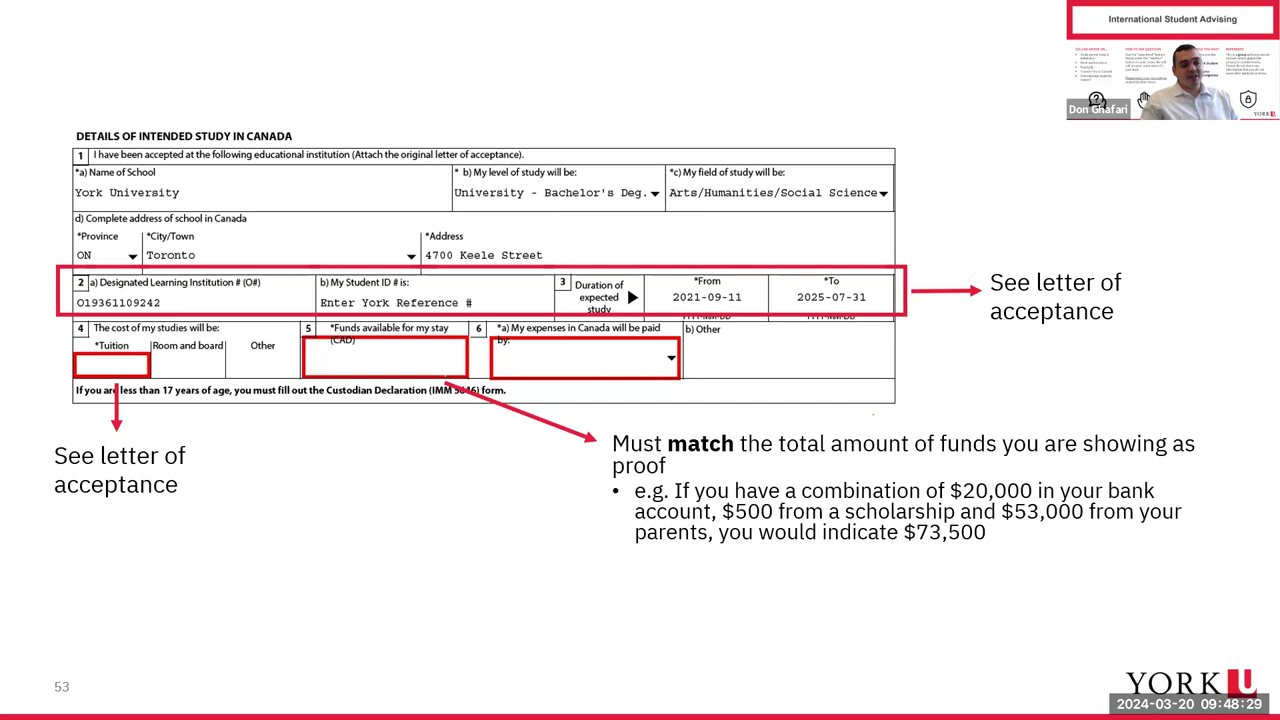 International Student Advising
Don Ghafari
DETAILS OF INTENDED STUDY IN CANADA
1 I have been accepted at the following educational institution (Attach the original letter of acceptance).
*a) Name of School
York University
* b) My level of study will be:
University - Bachelor's Deg.
*c) My field of study will be:
Arts/Humanities/Social Science
d) Complete address of school in Canada
*Province
ON
*City/Town
Toronto
*Address
4700 Keele Street
2 a) Designated Learning Institution # (O#)
O19361109242
b) My Student ID # is:
Enter York Reference #
3 Duration of
expected
study
*From
2021-09-11
*To
2025-07-31
See letter of
acceptance
4 The cost of my studies will be:
*Tuition
Room and board
Other
5 *Funds available for my stay
(CAD)
6 *a) My expenses in Canada will be paid
by:
b) Other
If you are less than 17 years of age, you must fill out the Custodian Declaration (IMM 5646) form.
See letter of
acceptance
Must match the total amount of funds you are showing as
proof
• e.g. If you have a combination of $20,000 in your bank
account, $500 from a scholarship and $53,000 from your
parents, you would indicate $73,500
53
YORK U
2024-03-20 09:48:29